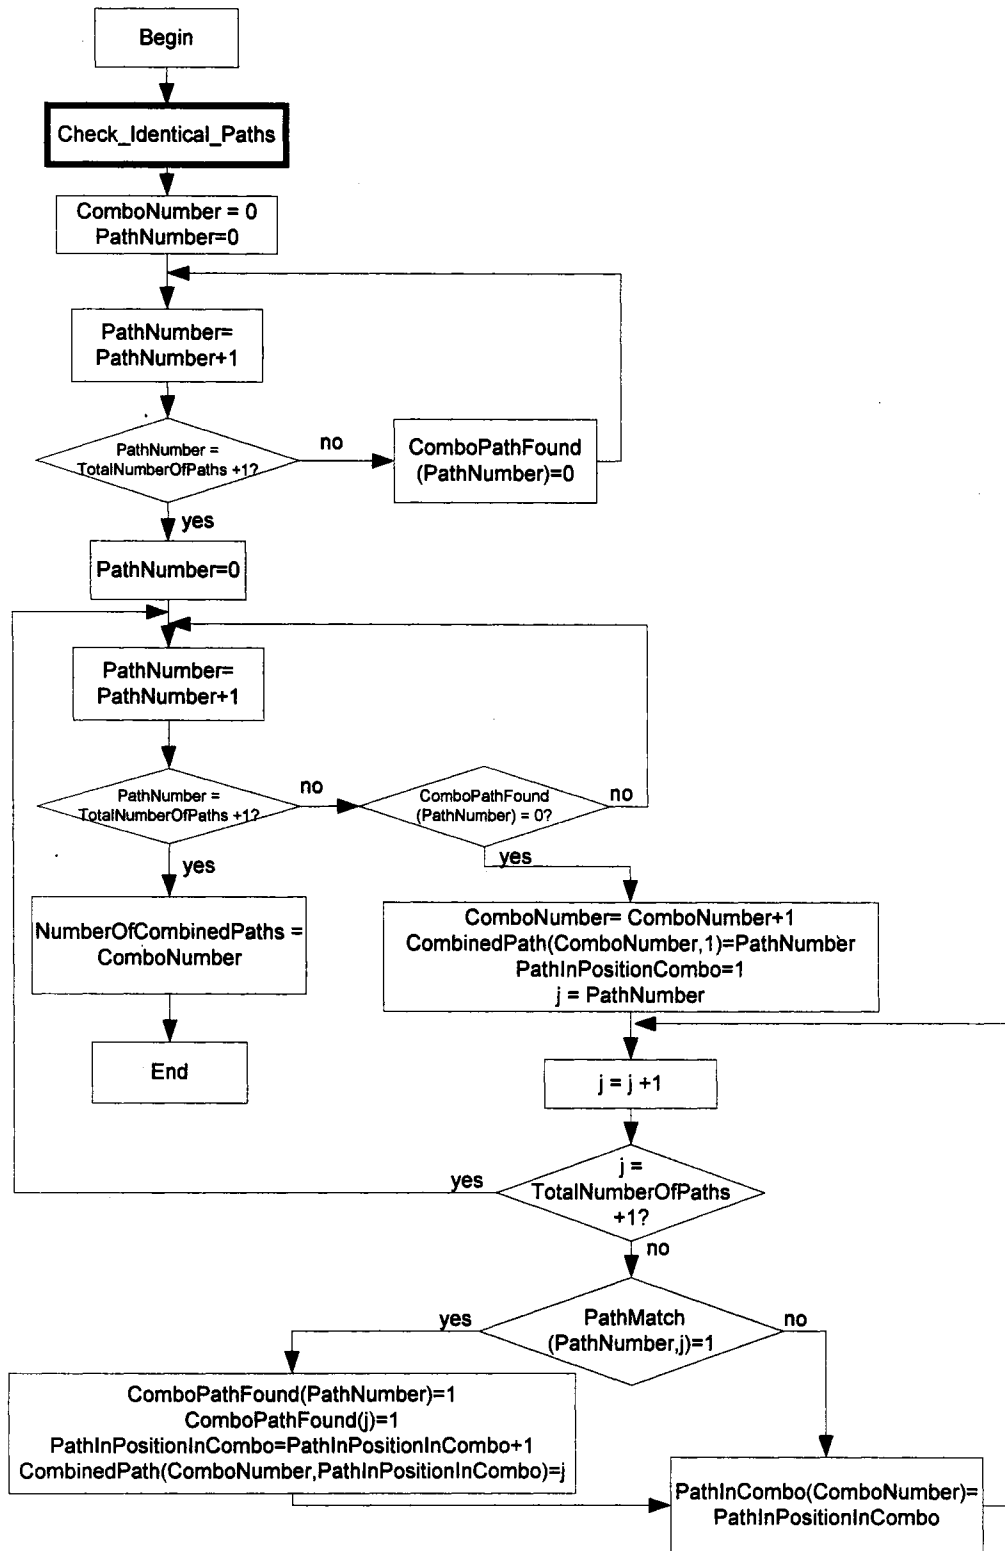 Begin
Check_Identical_Paths
ComboNumber = 0
PathNumber=0
PathNumber=
PathNumber+1
PathNumber =
TotalNumberOfPaths +1?
no
ComboPathFound
(PathNumber)=0
yes
PathNumber=0
PathNumber=
PathNumber+1
PathNumber =
TotalNumberOfPaths +1?
no
ComboPathFound
(PathNumber) = 0?
no
yes
yes
NumberOfCombinedPaths =
ComboNumber
ComboNumber= ComboNumber+1
CombinedPath(ComboNumber,1)=PathNumber
PathInPositionCombo=1
j = PathNumber
End
j = j +1
yes
j =
TotalNumberOfPaths
+1?
no
yes
PathMatch
(PathNumber,j)=1
no
ComboPathFound(PathNumber)=1
ComboPathFound(j)=1
PathInPositionInCombo=PathInPositionInCombo+1
CombinedPath(ComboNumber,PathInPositionInCombo)=j
PathInCombo(ComboNumber)=
PathInPositionInCombo